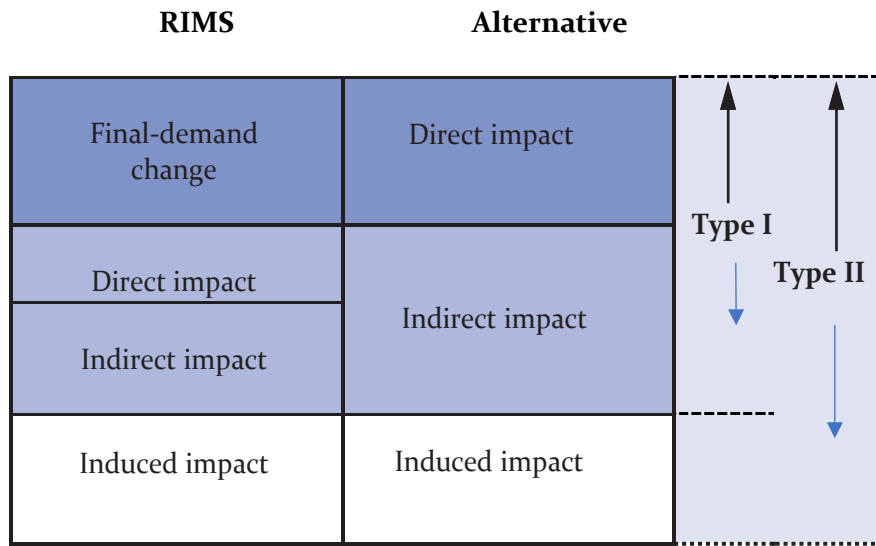 RIMS
Alternative
Final-demand
change
Direct impact
Type I
Direct impact
Type II
Indirect impact
Indirect impact
Induced impact
Induced impact